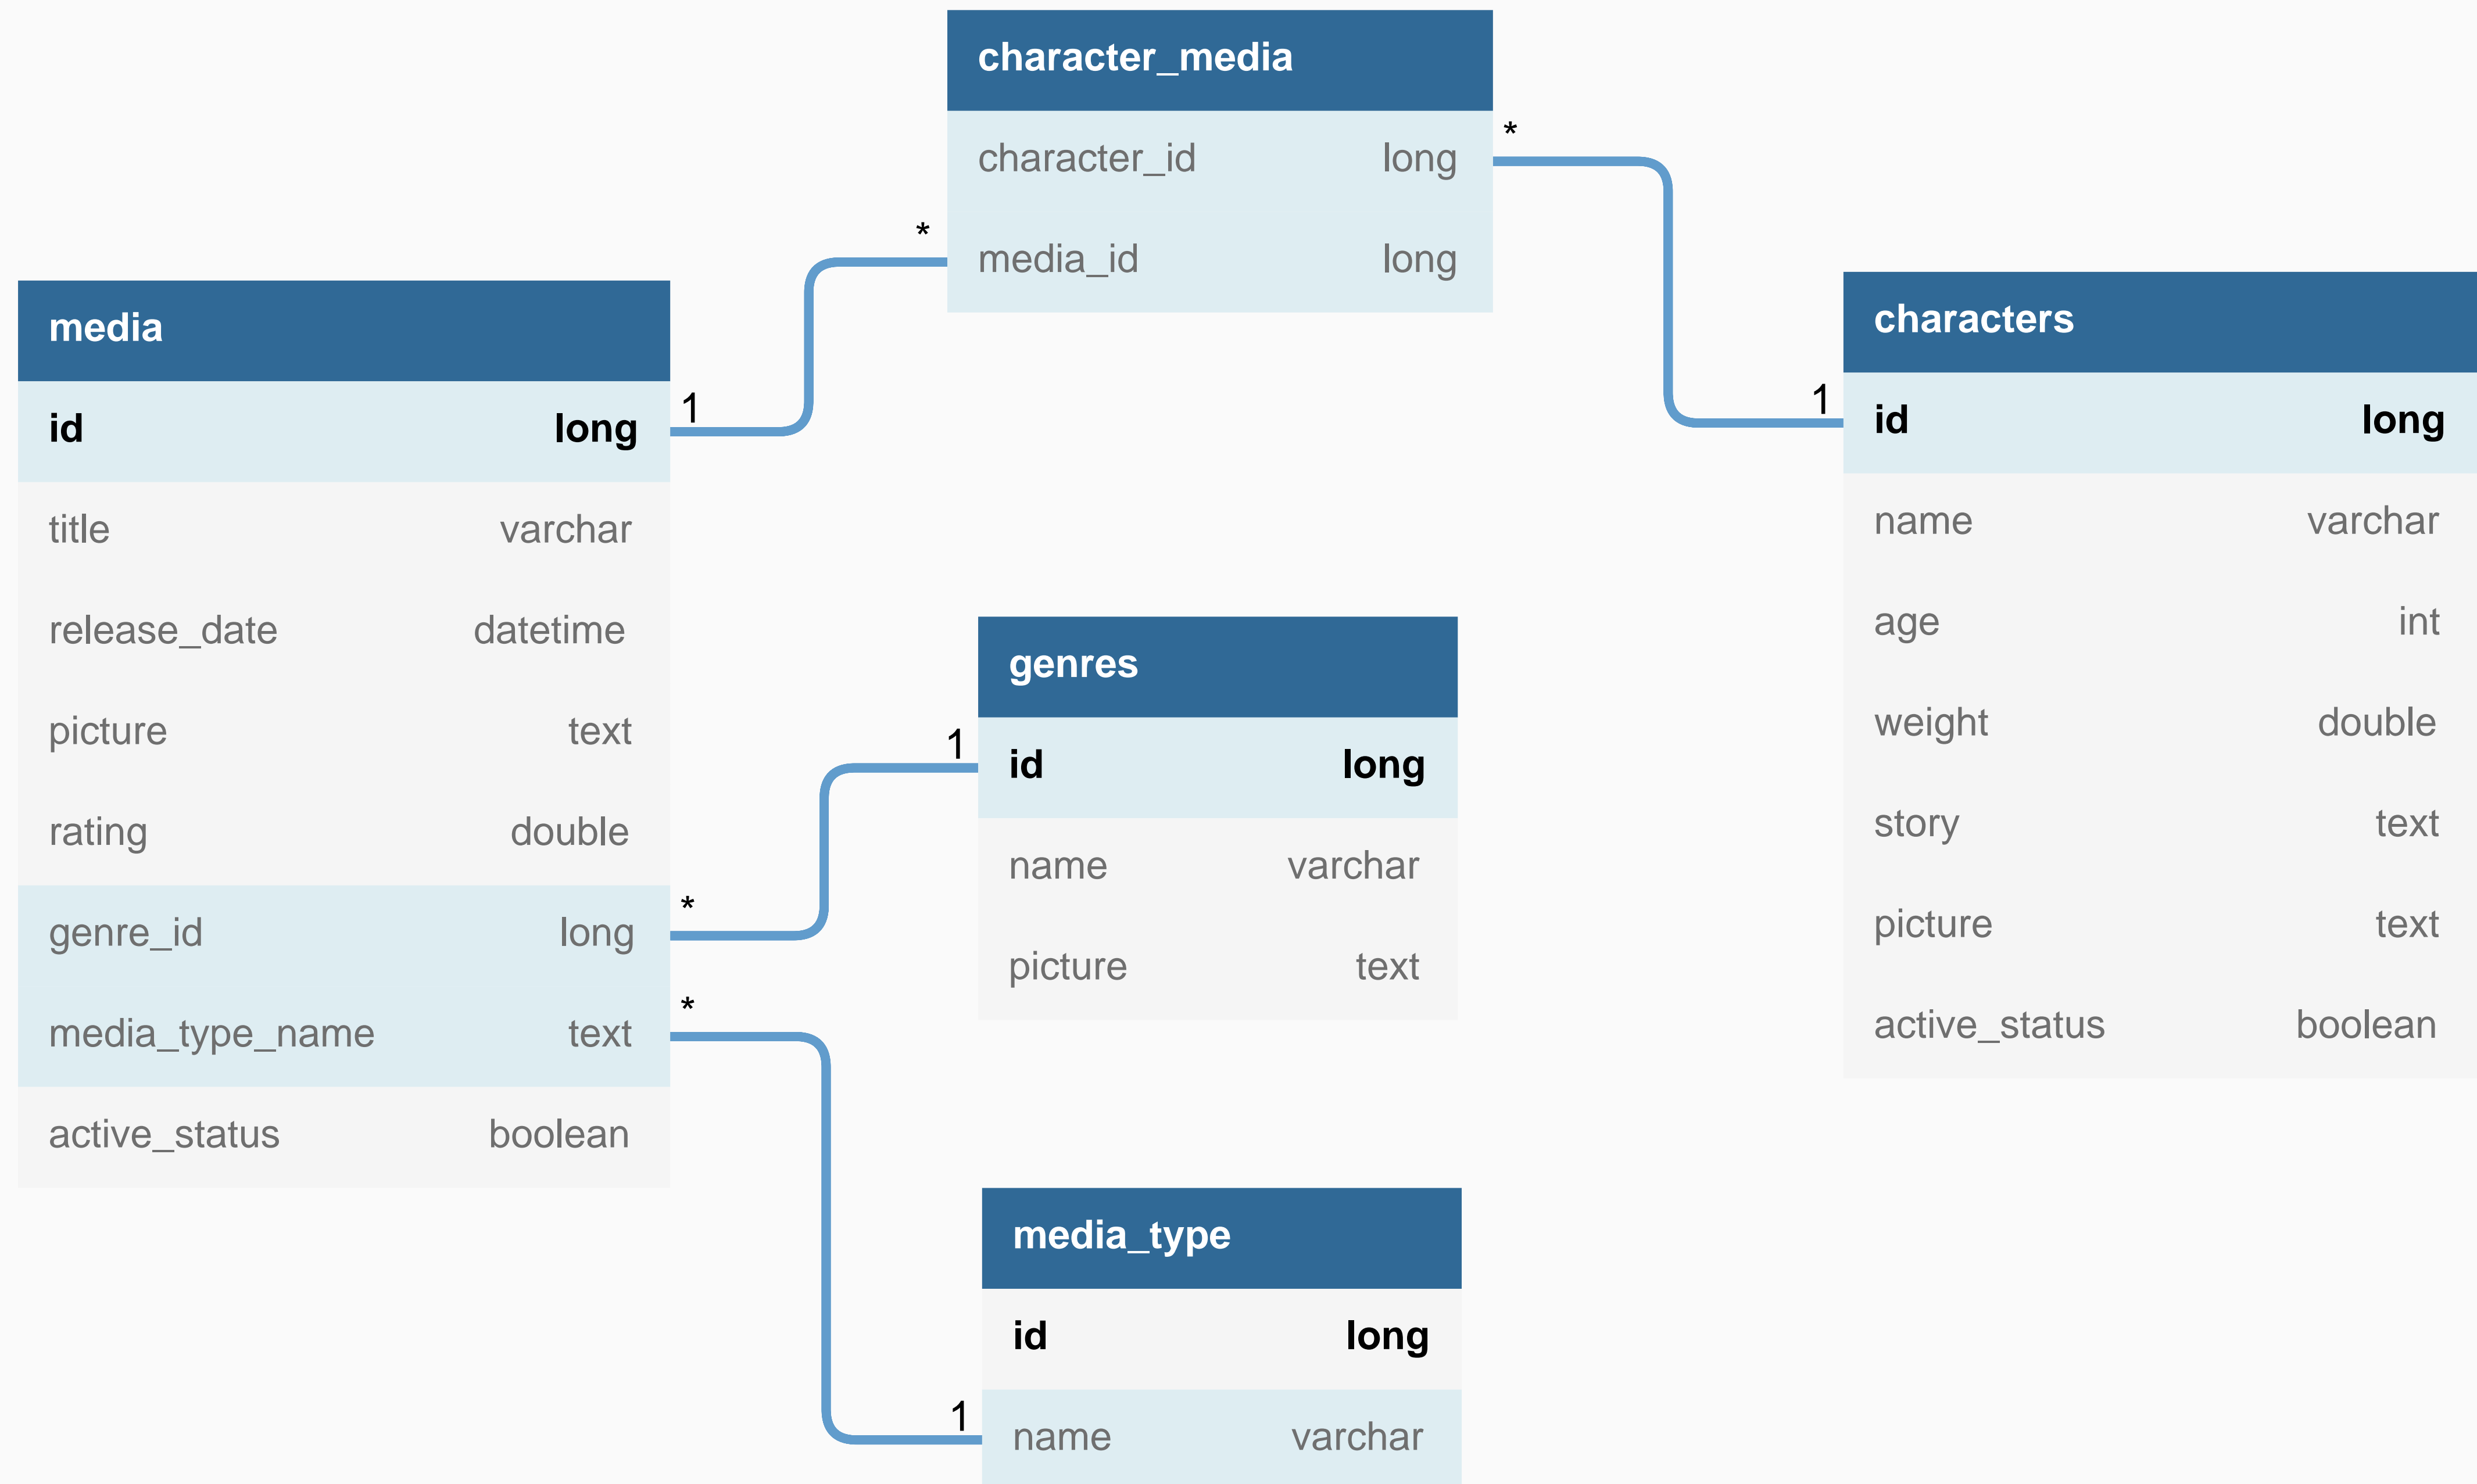 character_media
character_id long
media_id long
*
*
media
id long
title varchar
release_date datetime
picture text
rating double
genre_id long
media_type_name text
active_status boolean
1
*
*
genres
id long
name varchar
picture text
1
media_type
id long
name varchar
1
characters
id long
name varchar
age int
weight double
story text
picture text
active_status boolean
1